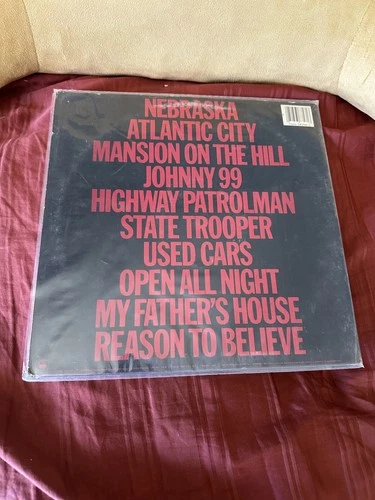 NEBRASKA
ATLANTIC CITY
MANSION ON THE HILL
JOHNNY 99
HIGHWAY PATROLMAN
STATE TROOPER
USED CARS
OPEN ALL NIGHT
MY FATHER'S HOUSE
REASON TO BELIEVE